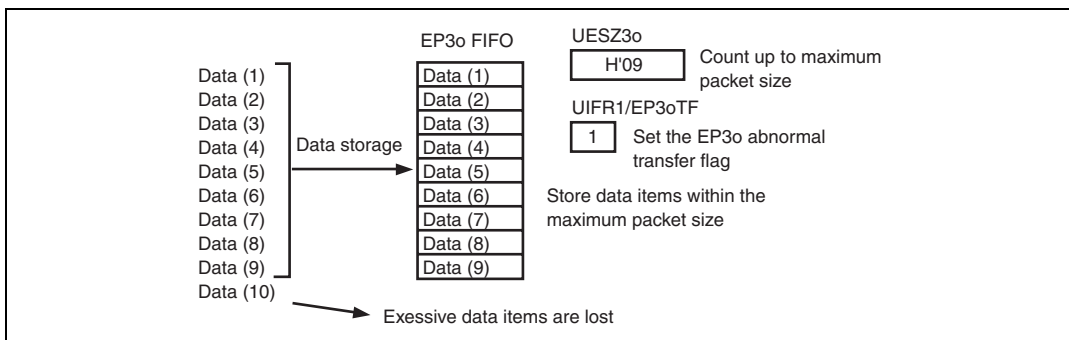 EP3o FIFO
UESZ3o
H'09
Count up to maximum
packet size
UIFR1/EP3oTF
1
Set the EP3o abnormal
transfer flag
Data (1)
Data (2)
Data (3)
Data (4)
Data (5)
Data (6)
Data (7)
Data (8)
Data (9)
Data (10)
Data storage
Data (1)
Data (2)
Data (3)
Data (4)
Data (5)
Data (6)
Data (7)
Data (8)
Data (9)
Store data items within the
maximum packet size
Exessive data items are lost